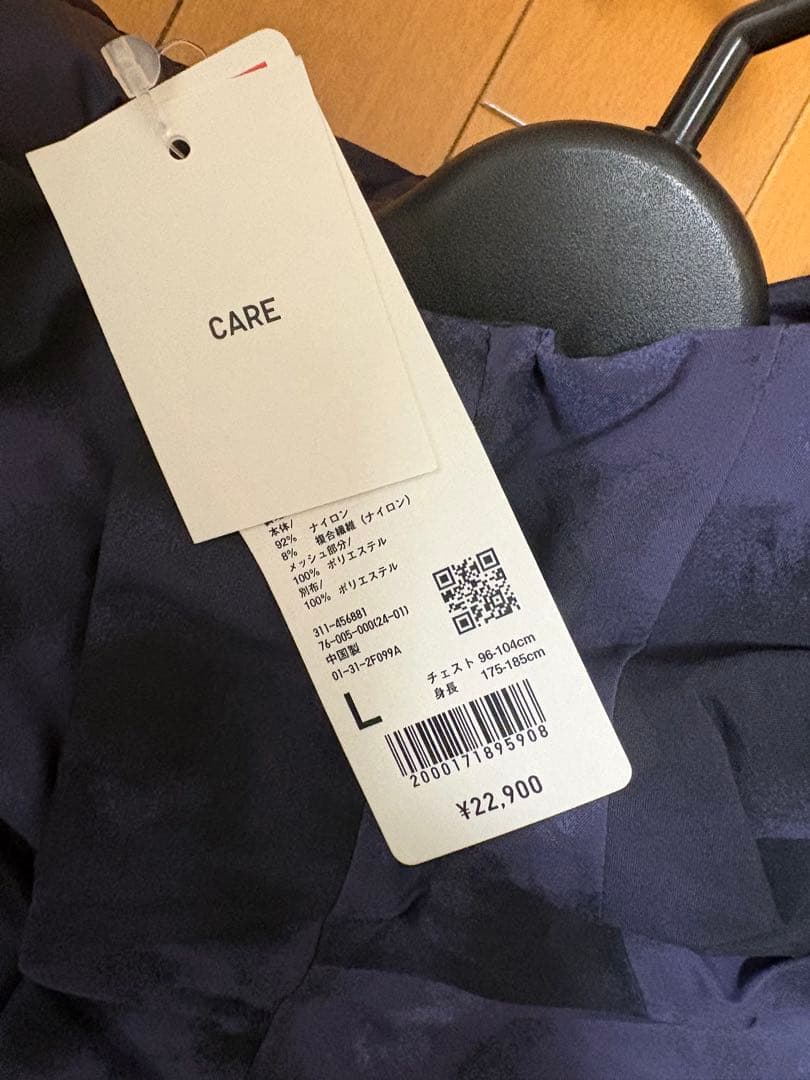 CARE
本体/
92% ナイロン
8% 複合繊維 (ナイロン)
メッシュ部分/
100% ポリエステル
別布/
100% ポリエステル
311-456881
76-005-000(24-01)
中国製
01-31-2F099A
チェスト 96-104cm
身長 175-185cm
L
2000171895908
¥22,900